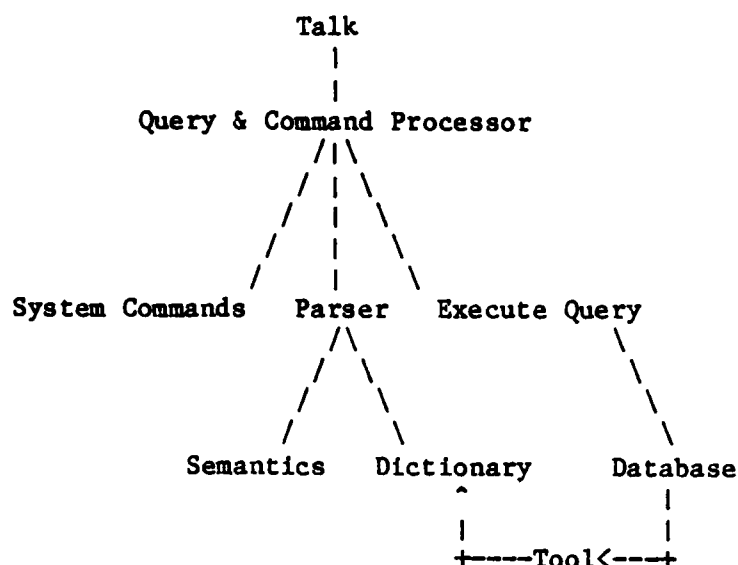 Talk
Query & Command Processor
System Commands Parser Execute Query
Semantics Dictionary Database
+-----Tool<----+